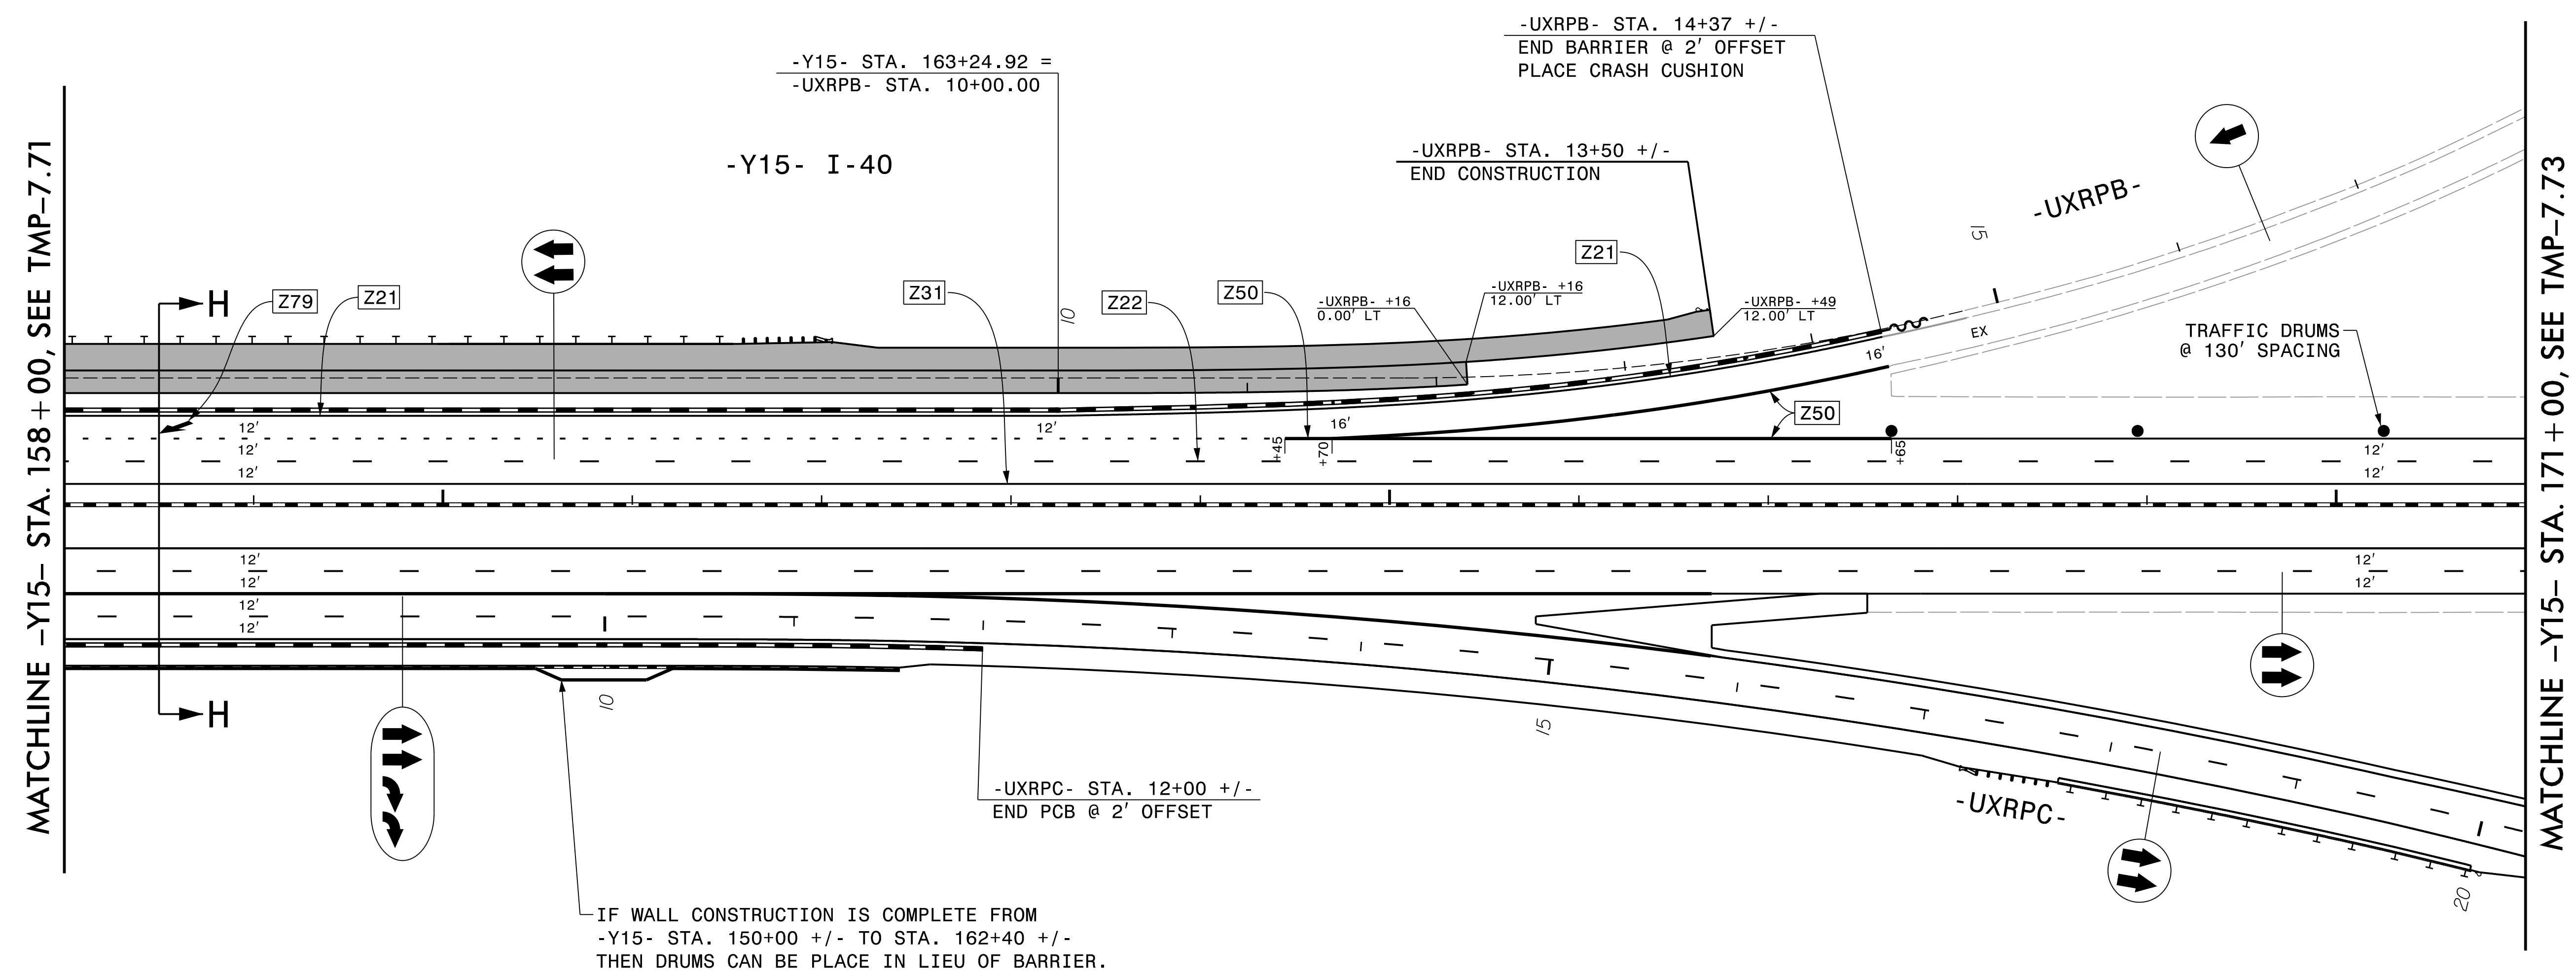 MATCHLINE -Y15- STA. 158+00, SEE TMP-7.71
-Y15- STA. 163+24.92 =
-UXRPB- STA. 10+00.00
-Y15- I-40
-UXRPB- STA. 14+37 +/-
END BARRIER @ 2' OFFSET
PLACE CRASH CUSHION
-UXRPB- STA. 13+50 +/-
END CONSTRUCTION
-UXRPB-
15
MATCHLINE -Y15- STA. 171+00, SEE TMP-7.73
H
Z79
Z21
Z31
Z22
Z50
10
-UXRPB- +16
0.00' LT
-UXRPB- +16
12.00' LT
Z21
-UXRPB- +49
12.00' LT
16'
EX
TRAFFIC DRUMS
@ 130' SPACING
Z50
12'
12'
12'
12'
16'
+45
+70
+65
12'
12'
12'
12'
12'
12'
12'
12'
H
10
15
-UXRPC- STA. 12+00 +/-
END PCB @ 2' OFFSET
-UXRPC-
20
IF WALL CONSTRUCTION IS COMPLETE FROM
-Y15- STA. 150+00 +/- TO STA. 162+40 +/-
THEN DRUMS CAN BE PLACE IN LIEU OF BARRIER.